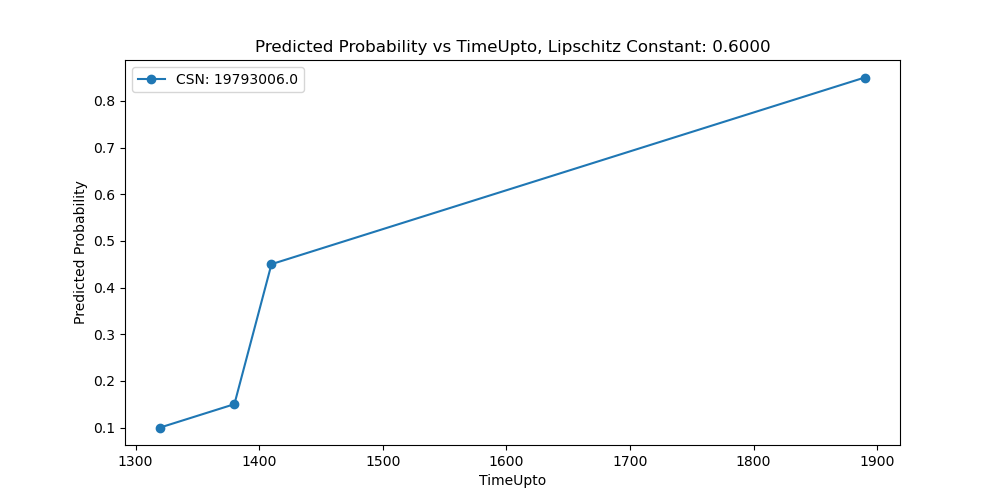 Predicted Probability vs TimeUpto, Lipschitz Constant: 0.6000
CSN: 19793006.0
Predicted Probability
0.8
0.7
0.6
0.5
0.4
0.3
0.2
0.1
1300 1400 1500 1600 1700 1800 1900
TimeUpto